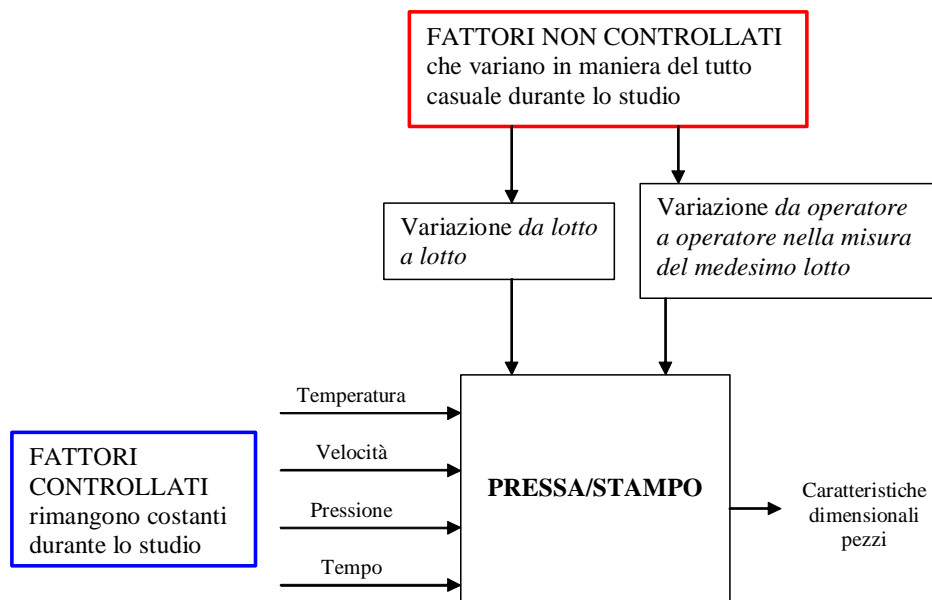 FATTORI NON CONTROLLATI
che variano in maniera del tutto
casuale durante lo studio
Variazione da lotto
a lotto
Variazione da operatore
a operatore nella misura
del medesimo lotto
Temperatura
Velocità
Pressione
Tempo
FATTORI
CONTROLLATI
rimangono costanti
durante lo studio
PRESSA/STAMPO
Caratteristiche
dimensionali
pezzi